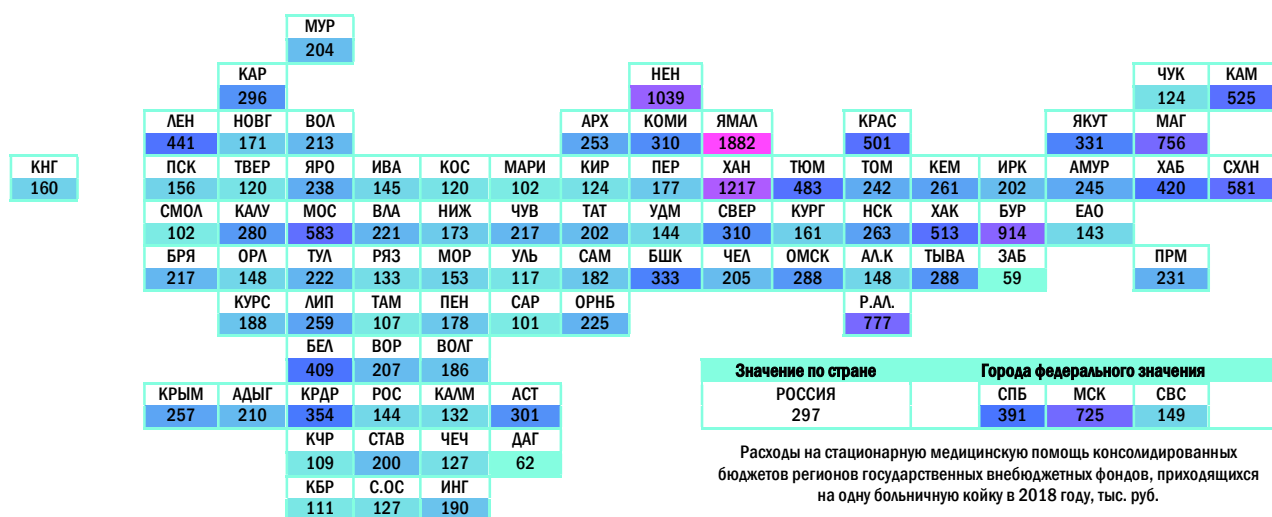 МУР
204
КАР НЕН ЧУК КАМ
296 1039 124 525
ЛЕН НОВГ ВОЛ АРХ КОМИ ЯМАЛ КРАС ЯКУТ МАГ
441 171 213 253 310 1882 501 331 756
КНГ ПСК ТВЕР ЯРО ИВА КОС МАРИ КИР ПЕР ХАН ТЮМ ТОМ КЕМ ИРК АМУР ХАБ СХЛН
160 156 120 238 145 120 102 124 177 1217 483 242 261 202 245 420 581
СМОЛ КАЛУ МОС ВЛА НИЖ ЧУВ ТАТ УДМ СВЕР КУРГ НСК ХАК БУР ЕАО
102 280 583 221 173 217 202 144 310 161 263 513 914 143
БРЯ ОРЛ ТУЛ РЯЗ МОР УЛЬ САМ БШК ЧЕЛ ОМСК АЛ.К ТЫВА ЗАБ ПРМ
217 148 222 133 153 117 182 333 205 288 148 288 59 231
КУРС ЛИП ТАМ ПЕН САР ОРНБ Р.АЛ.
188 259 107 178 101 225 777
БЕЛ ВОР ВОЛГ
409 207 186
КРЫМ АДЫГ КРДР РОС КАЛМ АСТ
257 210 354 144 132 301
КЧР СТАВ ЧЕЧ ДАГ
109 200 127 62
КБР С.ОС ИНГ
111 127 190
Значение по стране Города федерального значения
РОССИЯ СПБ МСК СВС
297 391 725 149
Расходы на стационарную медицинскую помощь консолидированных
бюджетов регионов государственных внебюджетных фондов, приходящихся
на одну больничную койку в 2018 году, тыс. руб.